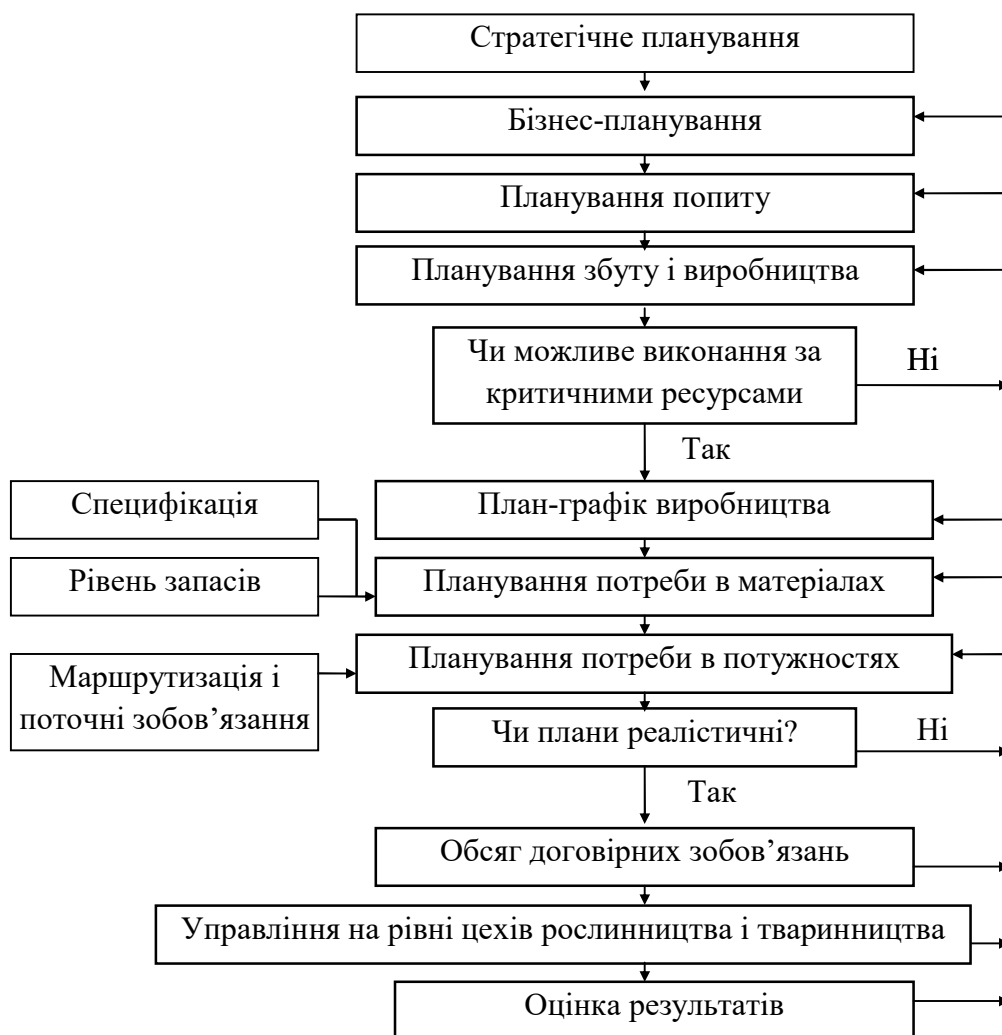 Стратегічне планування
Бізнес-планування
Планування попиту
Планування збуту і виробництва
Чи можливе виконання за
критичними ресурсами
Ні
Так
Специфікація
План-графік виробництва
Рівень запасів
Планування потреби в матеріалах
Маршрутизація і
поточні зобов’язання
Планування потреби в потужностях
Чи плани реалістичні?
Ні
Так
Обсяг договірних зобов’язань
Управління на рівні цехів рослинництва і тваринництва
Оцінка результатів